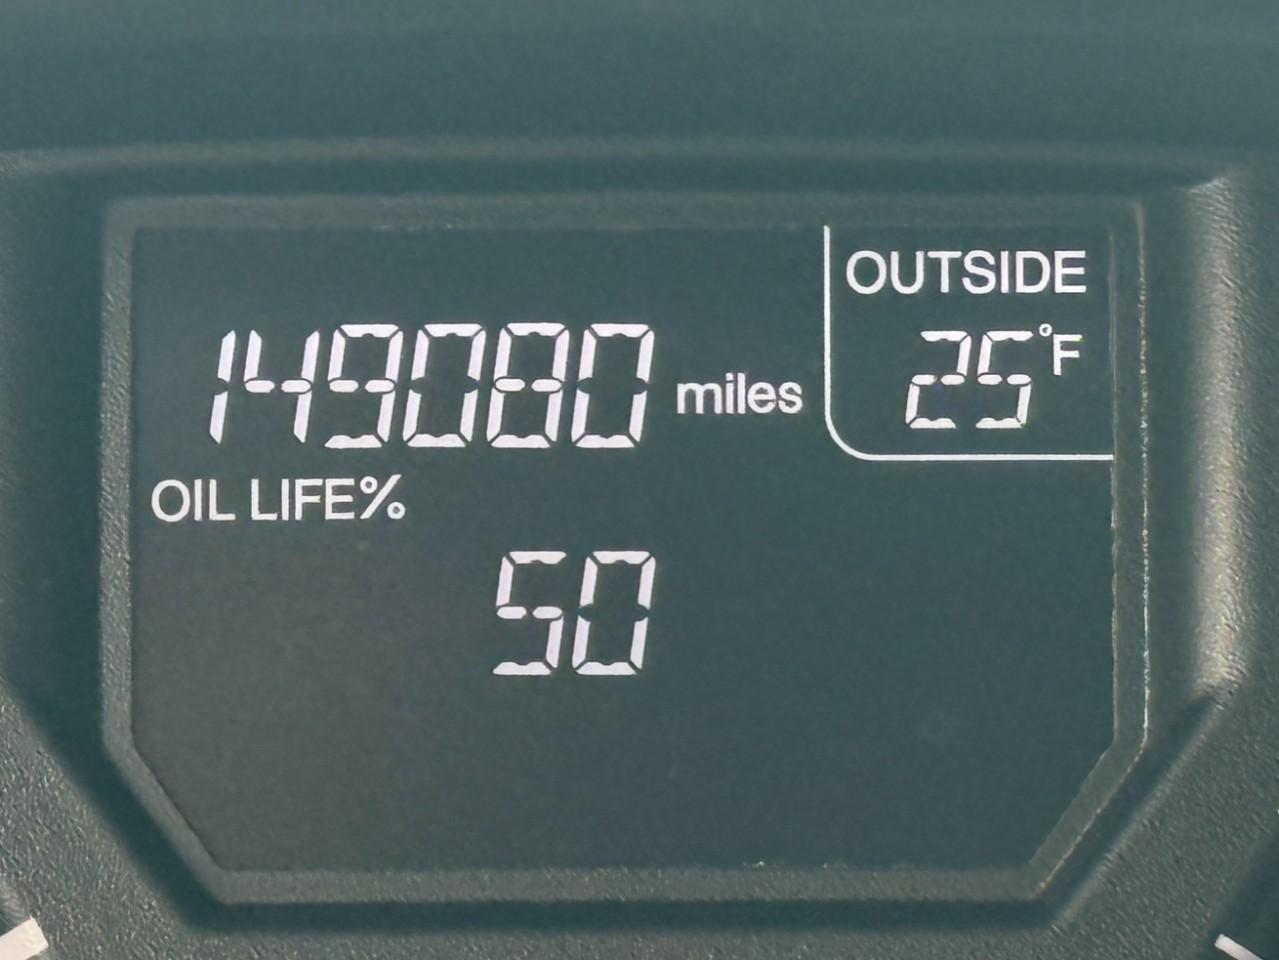 OUTSIDE
25°F
149080 miles
OIL LIFE%
50